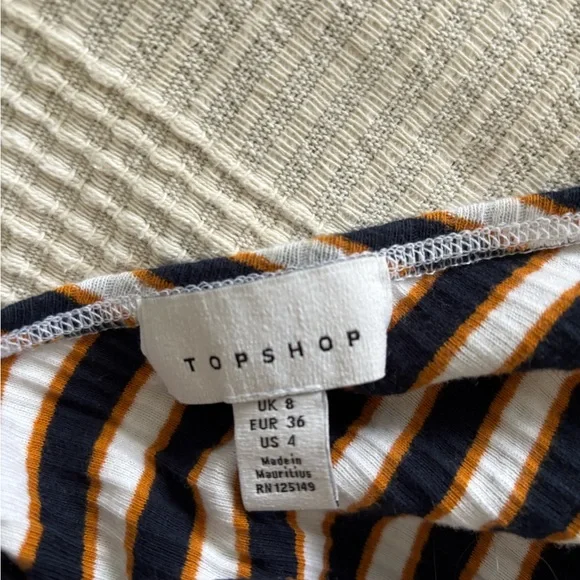 TOPSHOP
UK 8
EUR 36
US 4
Made in
Mauritius
RN 125149